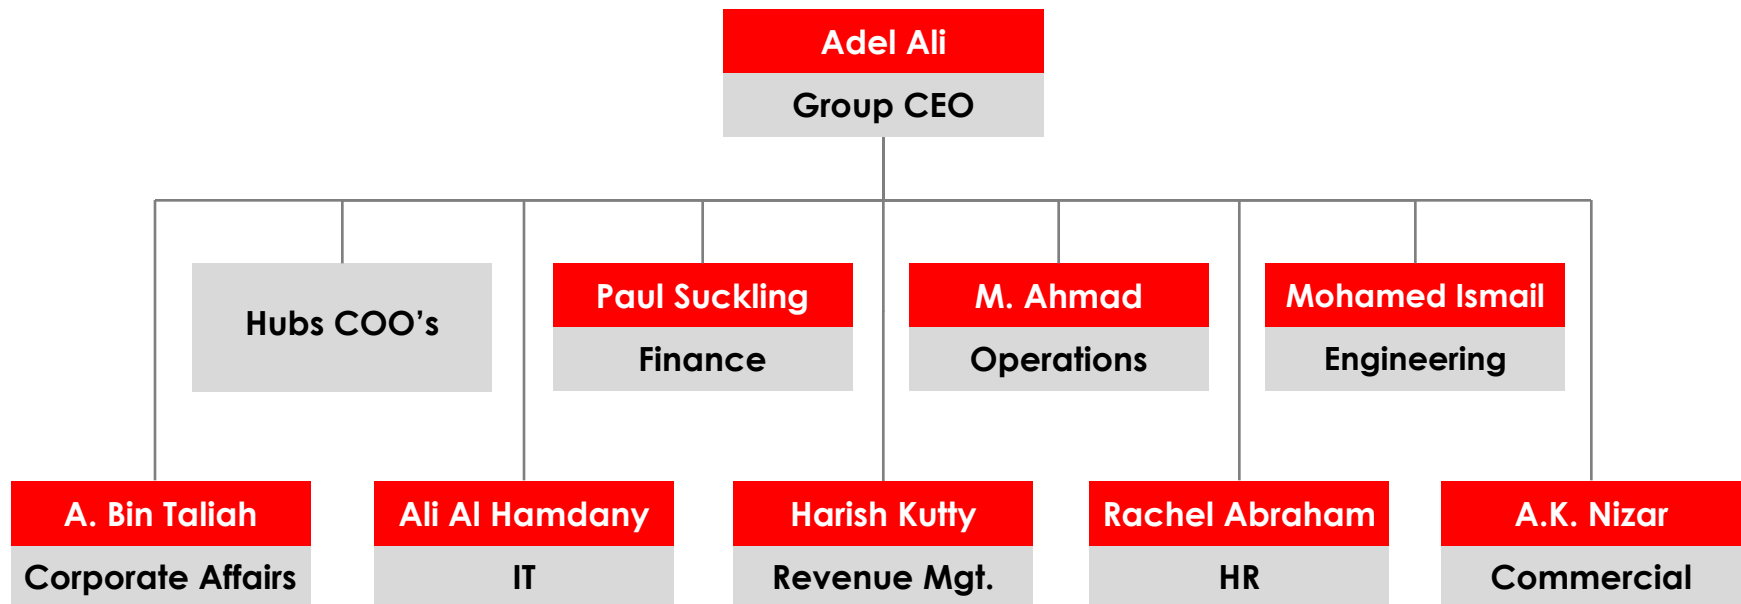 Adel Ali
Group CEO
Hubs COO’s
Paul Suckling
Finance
M. Ahmad
Operations
Mohamed Ismail
Engineering
A. Bin Taliah
Corporate Affairs
Ali Al Hamdany
IT
Harish Kutty
Revenue Mgt.
Rachel Abraham
HR
A.K. Nizar
Commercial